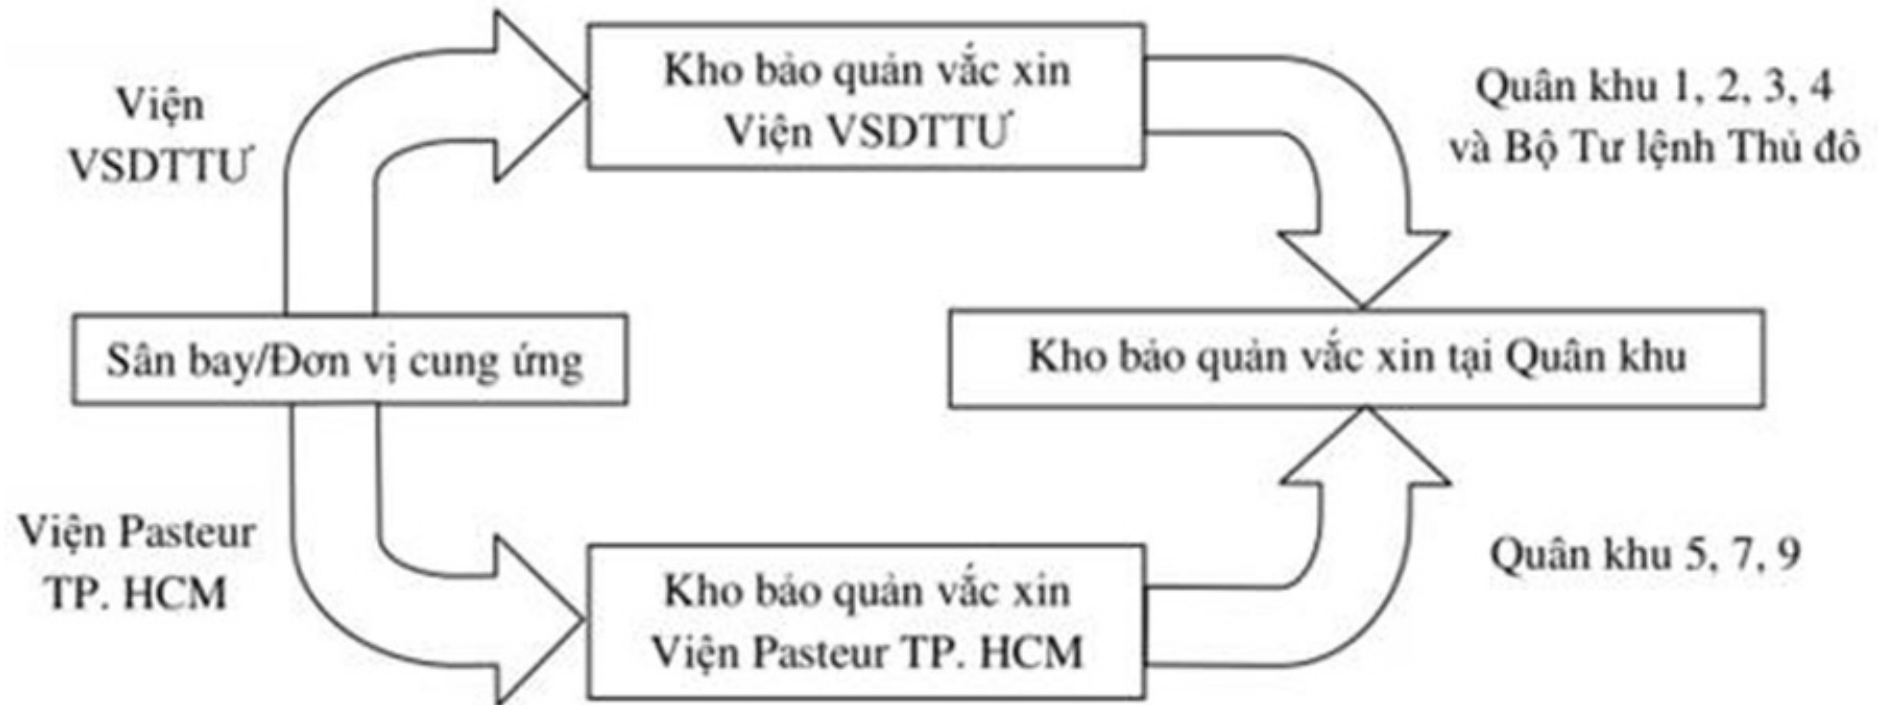 Viện
VSDTTƯ
Kho bảo quản vắc xin
Viện VSDTTƯ
Quân khu 1, 2, 3, 4
và Bộ Tư lệnh Thủ đô
Sân bay/Đơn vị cung ứng
Kho bảo quản vắc xin tại Quân khu
Viện Pasteur
TP. HCM
Kho bảo quản vắc xin
Viện Pasteur TP. HCM
Quân khu 5, 7, 9